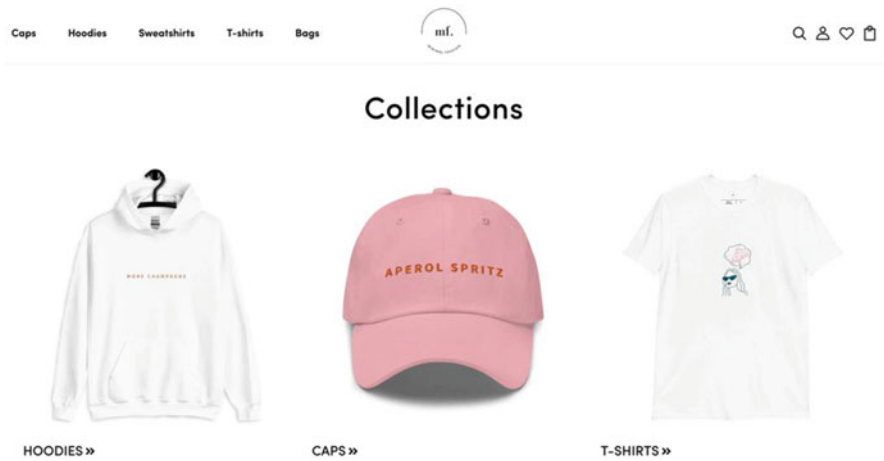 Caps Hoodies Sweatshirts T-shirts Bags
mf.
Collections
MORE CHAMPAGNE
APEROL SPRITZ
HOODIES »
CAPS »
T-SHIRTS »